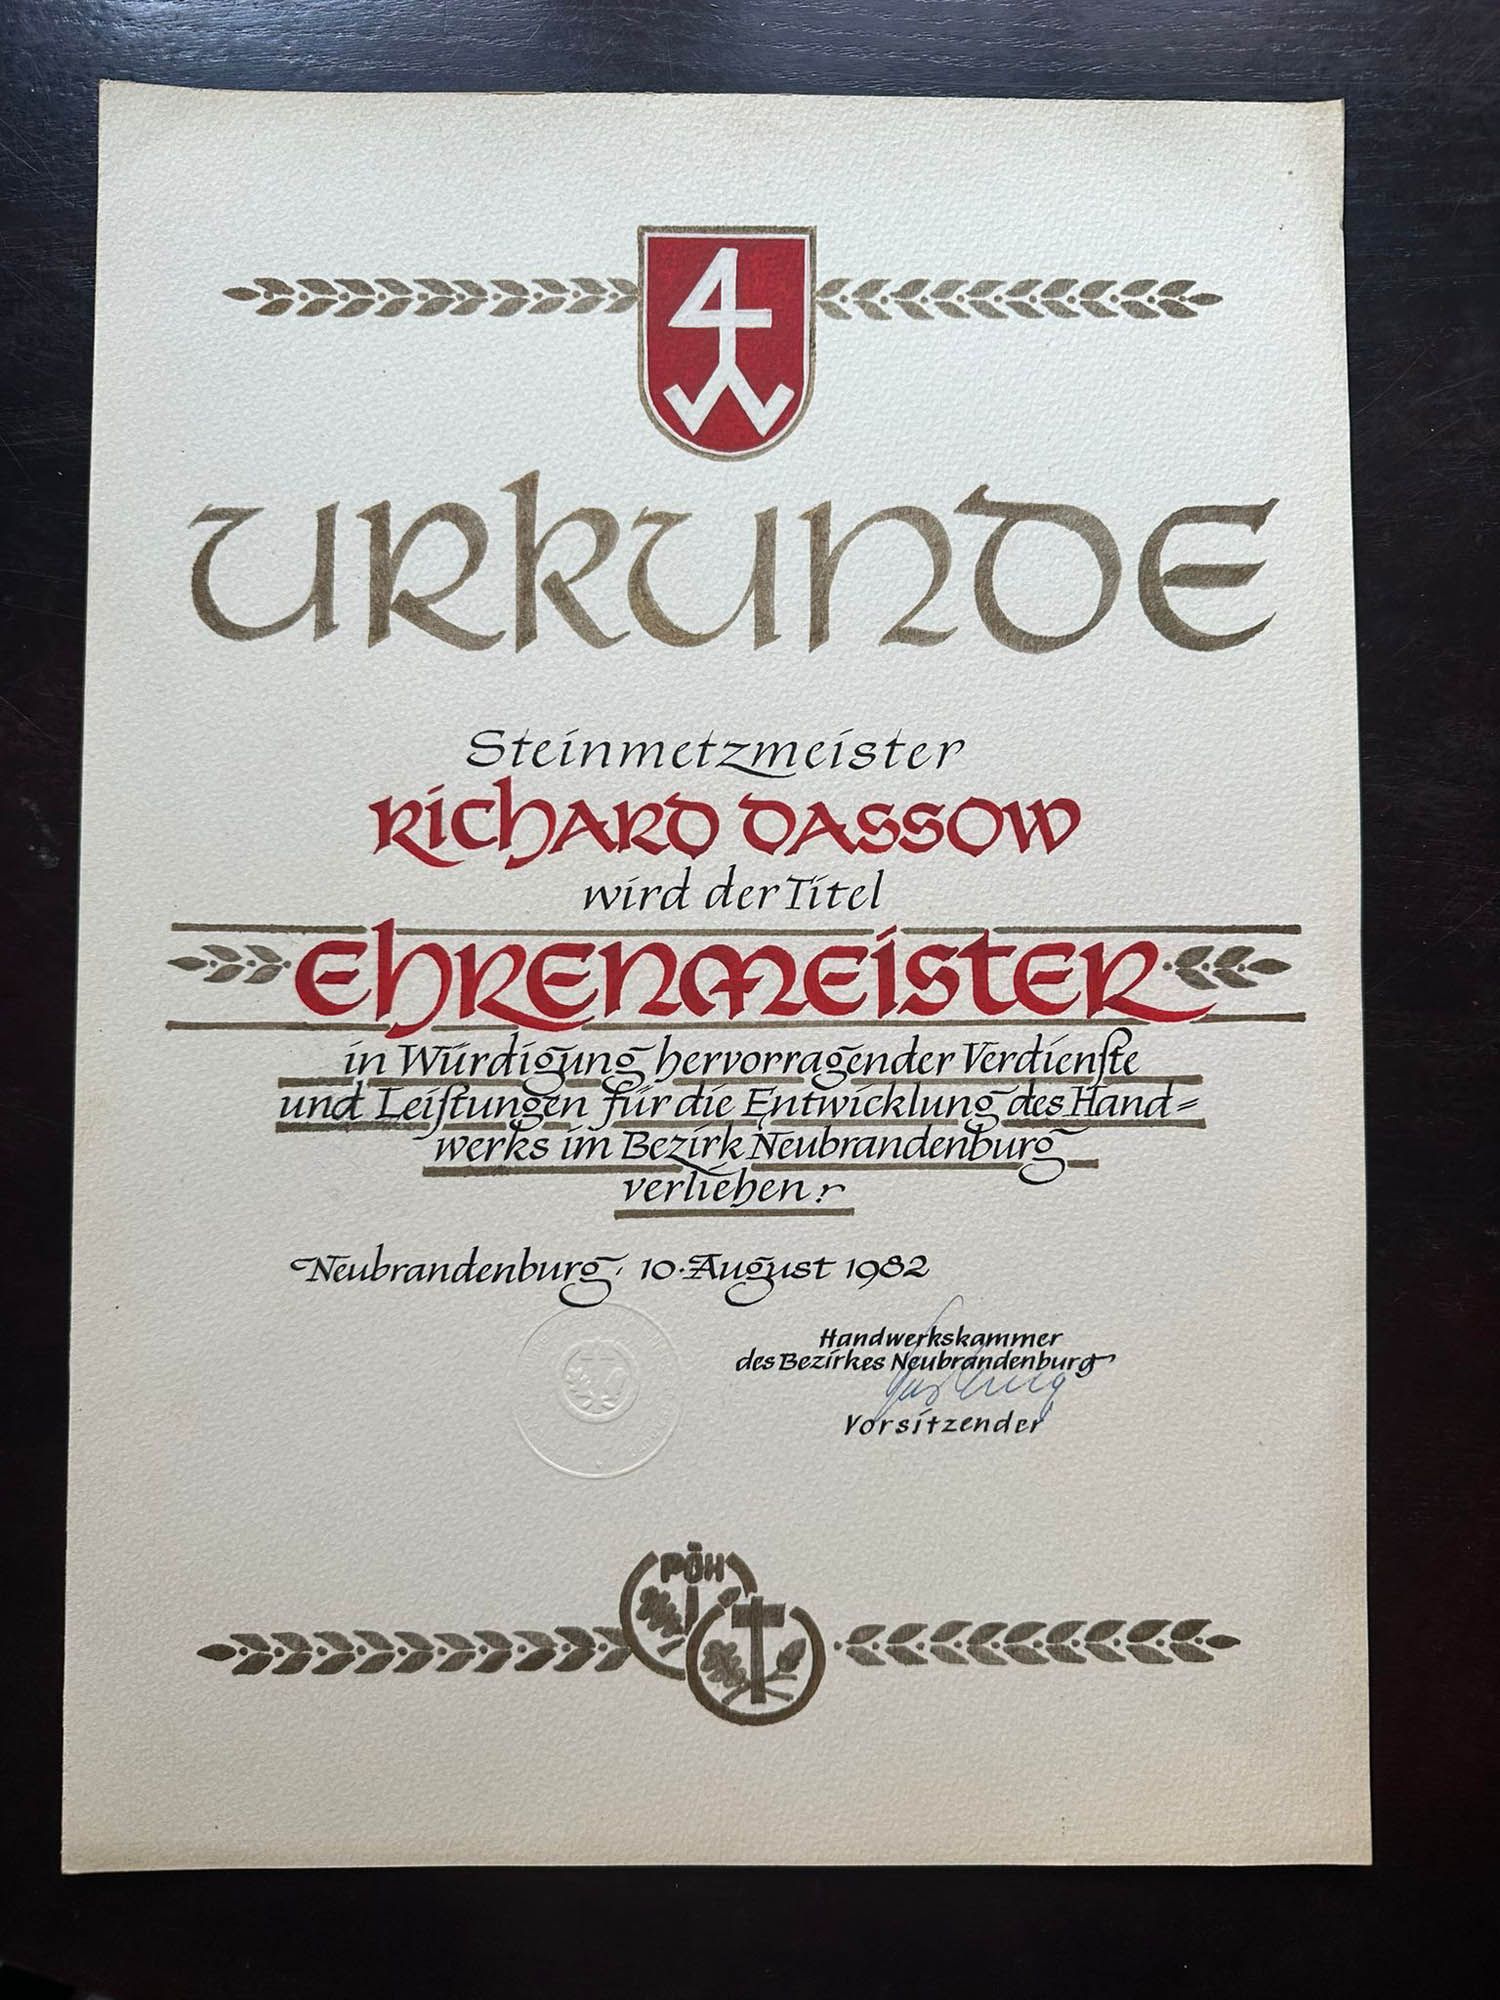 4
URKUNDE
Steinmetzmeister
RICHARD DASSOW
wird der Titel
EHRENMEISTER
in Würdigung hervorragender Verdienste
und Leistungen für die Entwicklung des Hand=
werks im Bezirk Neubrandenburg
verliehen.
Neubrandenburg, 10. August 1982
Handwerkskammer
des Bezirkes Neubrandenburg
Vorsitzender
PÖH